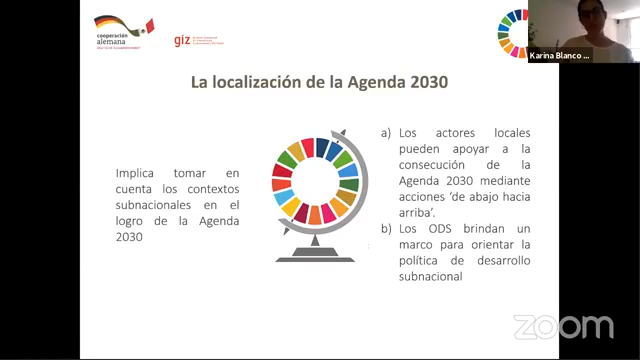 cooperación
alemana
DEUTSCHE ZUSAMMENARBEIT
giz
Karina Blanco ...
La localización de la Agenda 2030
Implica tomar en
cuenta los contextos
subnacionales en el
logro de la Agenda
2030
a) Los actores locales
pueden apoyar a la
consecución de la
Agenda 2030 mediante
acciones ‘de abajo hacia
arriba’.
b) Los ODS brindan un
marco para orientar la
política de desarrollo
subnacional
zoom